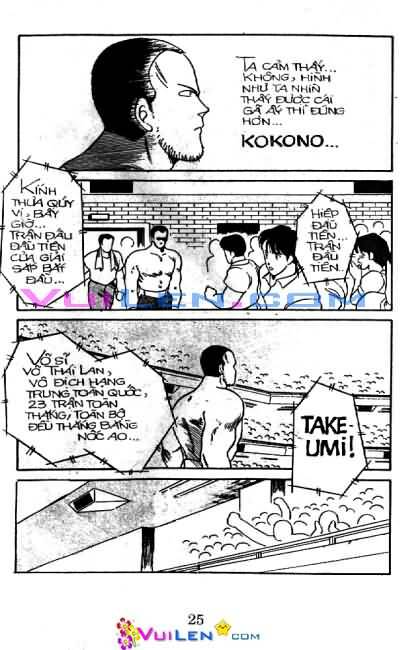 TA CẢM THẤY...
KHÔNG, HÌNH
NHƯ TA NHÌN
THẤY ĐƯỢC CÁI
GÃ ẤY THÌ ĐÚNG
HƠN...
KOKONO...
KÍNH
THƯA QÚY
VỊ, BÂY
GIỜ...
TRẬN ĐẤU
ĐẦU TIÊN
CỦA GIẢI
SẮP BẮT
ĐẦU...
HIỆP
ĐẤU
TIÊN...
TRẬN
ĐẦU
TIÊN..
VUILEN.COM
VÕ SĨ
VÕ THÁI LAN,
VÔ ĐỊCH HẠNG
TRUNG TOÀN QUỐC,
23 TRẬN TOÀN
THẮNG, TOÀN BỘ
ĐỀU THẮNG BẰNG
NỐC AO...
TAKE-
UMI!
25
VUILEN.COM